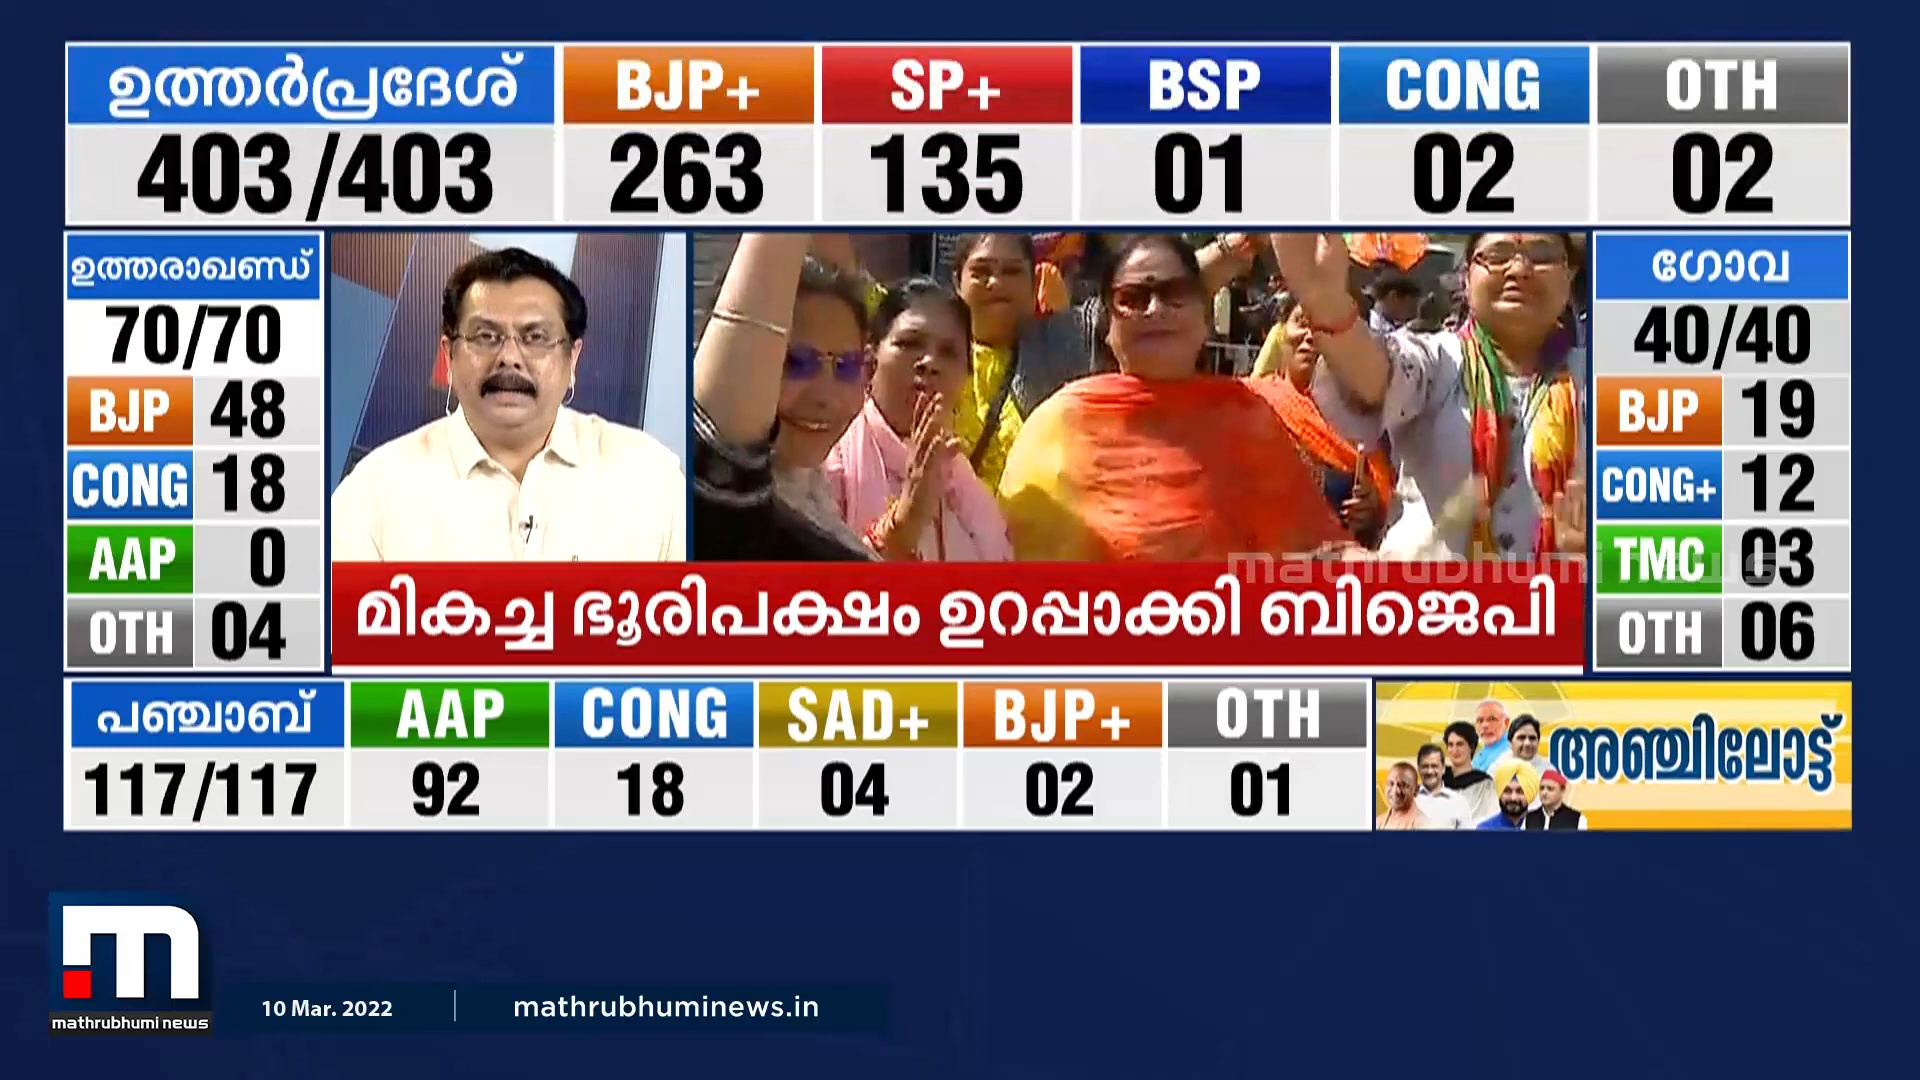 ഉത്തർപ്രദേശ് BJP+ SP+ BSP CONG OTH
403/403 263 135 01 02 02
ഉത്തരാഖണ്ഡ്
70/70
BJP 48
CONG 18
AAP 0
OTH 04
mathrubhumi news
മികച്ച ഭൂരിപക്ഷം ഉറപ്പാക്കി ബിജെപി
ഗോവ
40/40
BJP 19
CONG+ 12
TMC 03
OTH 06
പഞ്ചാബ് AAP CONG SAD+ BJP+ OTH
117/117 92 18 04 02 01
അഞ്ചിലോട്ട്
mathrubhumi news
10 Mar. 2022
mathrubhuminews.in